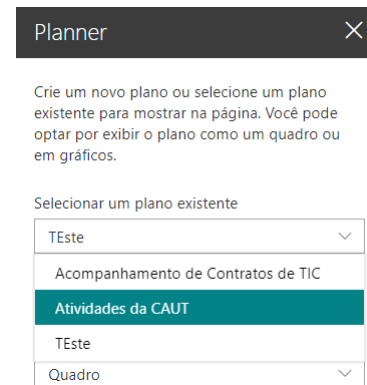 Planner
Crie um novo plano ou selecione um plano
existente para mostrar na página. Você pode
optar por exibir o plano como um quadro ou
em gráficos.
Selecionar um plano existente
TEste
Acompanhamento de Contratos de TIC
Atividades da CAUT
TEste
Quadro